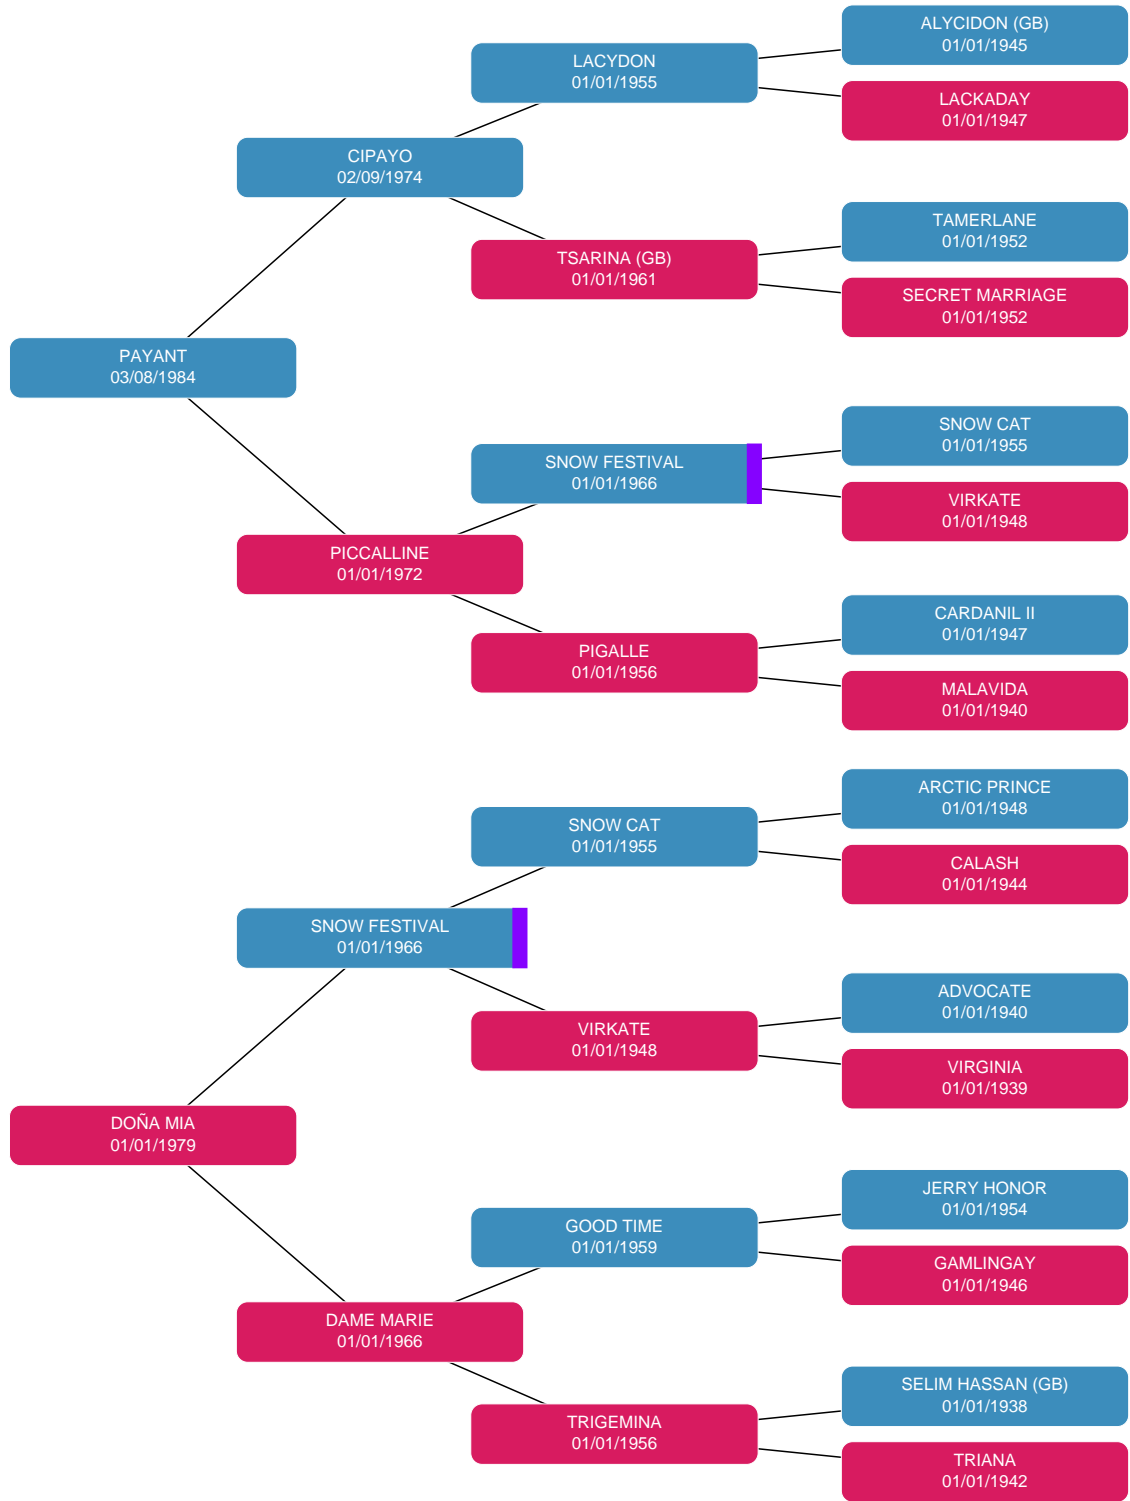 ALYCIDON (GB)
01/01/1945
LACYDON
01/01/1955
LACKADAY
01/01/1947
CIPAYO
02/09/1974
TAMERLANE
01/01/1952
TSARINA (GB)
01/01/1961
SECRET MARRIAGE
01/01/1952
PAYANT
03/08/1984
SNOW CAT
01/01/1955
SNOW FESTIVAL
01/01/1966
VIRKATE
01/01/1948
PICCALLINE
01/01/1972
CARDANIL II
01/01/1947
PIGALLE
01/01/1956
MALAVIDA
01/01/1940
ARCTIC PRINCE
01/01/1948
SNOW CAT
01/01/1955
CALASH
01/01/1944
SNOW FESTIVAL
01/01/1966
ADVOCATE
01/01/1940
VIRKATE
01/01/1948
VIRGINIA
01/01/1939
DOÑA MIA
01/01/1979
JERRY HONOR
01/01/1954
GOOD TIME
01/01/1959
GAMLINGAY
01/01/1946
DAME MARIE
01/01/1966
SELIM HASSAN (GB)
01/01/1938
TRIGEMINA
01/01/1956
TRIANA
01/01/1942